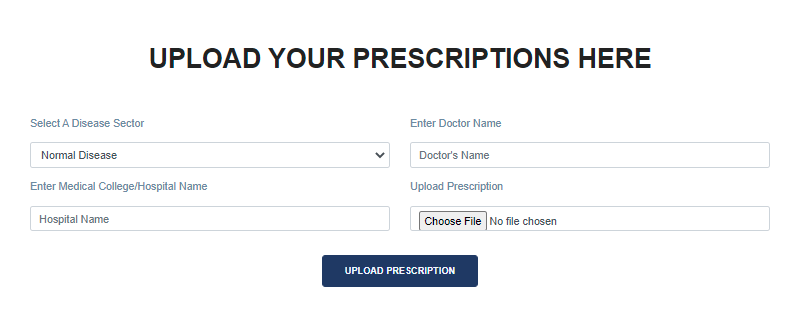 UPLOAD YOUR PRESCRIPTIONS HERE
Select A Disease Sector
Enter Doctor Name
Normal Disease
Doctor's Name
Enter Medical College/Hospital Name
Upload Prescription
Hospital Name
Choose File No file chosen
UPLOAD PRESCRIPTION